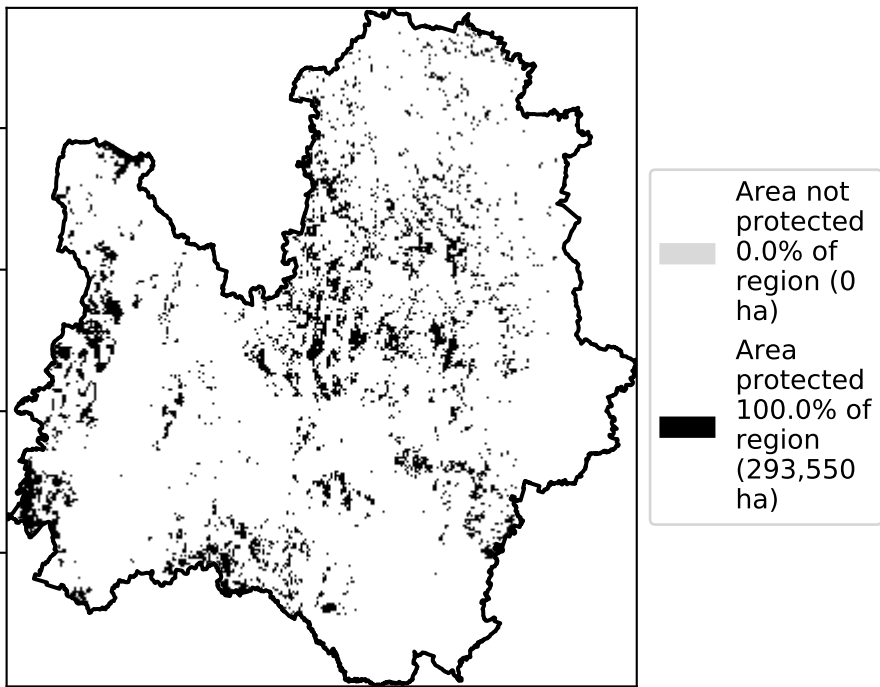 Area not
protected
0.0% of
region (0
ha)
Area
protected
100.0% of
region
(293,550
ha)